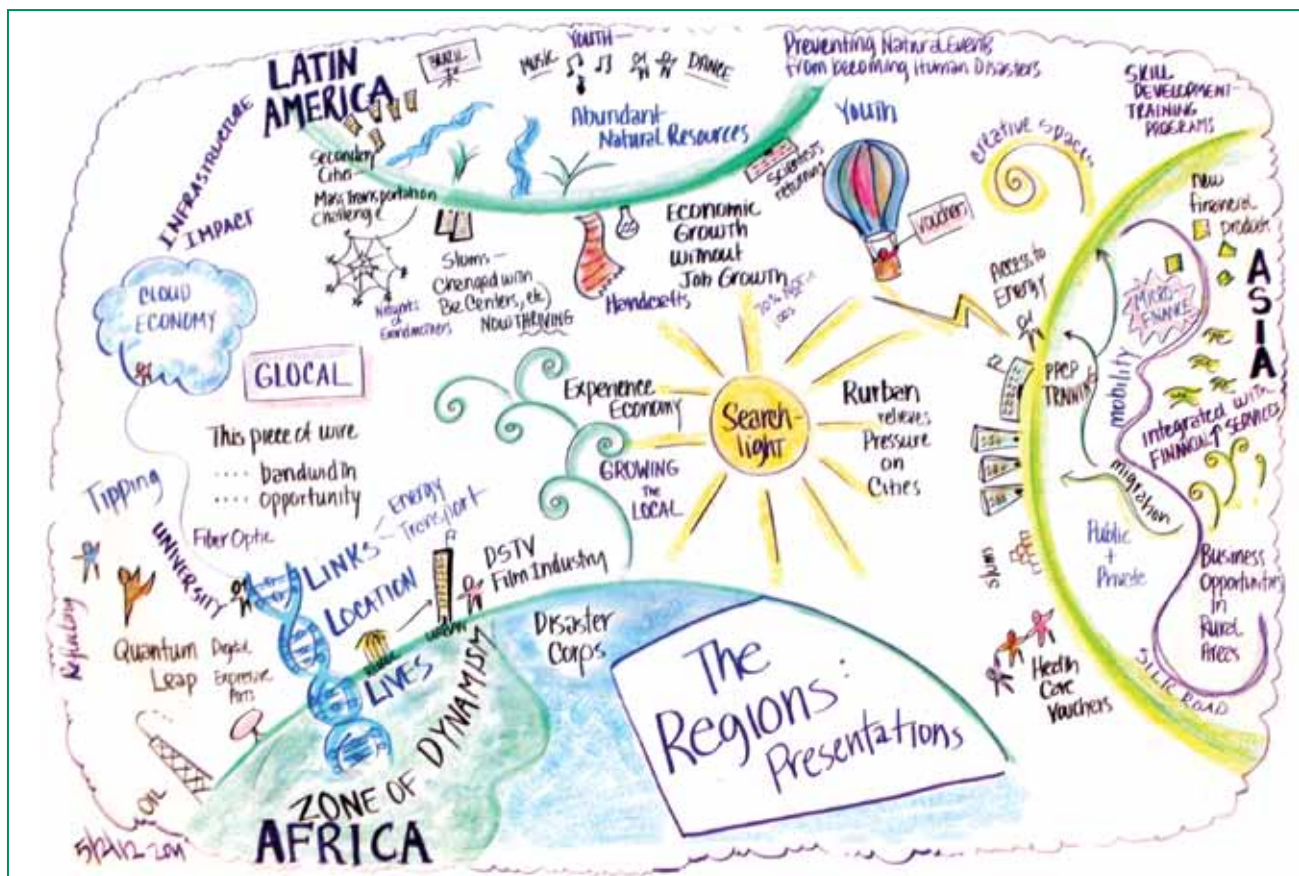 LATIN
AMERICA
BRAZIL
YOUTH —
MUSIC
DANCE
Preventing Natural Events
from becoming Human Disasters
Abundant
Natural Resources
Secondary
Cities —
Mass Transportation
Challenge
Networks
of
Grandmothers
Slums —
Changed with
Biz Centers, etc.
NOW THRIVING
Handcrafts
Economic
Growth
Without
Job Growth
Scientists
returning
Youth
Vouchers
creative spaces
SKILL
DEVELOPMENT —
TRAINING
PROGRAMS
New
financial
products
ASIA
MICRO-
FINANCE
Access to
Energy
PREP
TRAINING
mobility
migration
integrated with
FINANCIAL SERVICES
Public
+
Private
Business
Opportunities
In
Rural
Areas
SILK ROAD
Slums
Health
Care
Vouchers
INFRASTRUCTURE
IMPACT
CLOUD
ECONOMY
GLOCAL
This piece of wire
.... bandwidth
.... opportunity
Tipping
Fiber Optic
UNIVERSITY
LINKS
Energy
Transport
LOCATION
LIVES
Experience
Economy
GROWING
The
LOCAL
Search-
light
Rurban
relieves
Pressure
on
Cities
DSTV
Film Industry
URBAN
Quantum
Leap
Digital
Expressive
Arts
OIL
ZONE OF DYNAMISM
AFRICA
Disaster
Corps
The
Regions:
Presentations